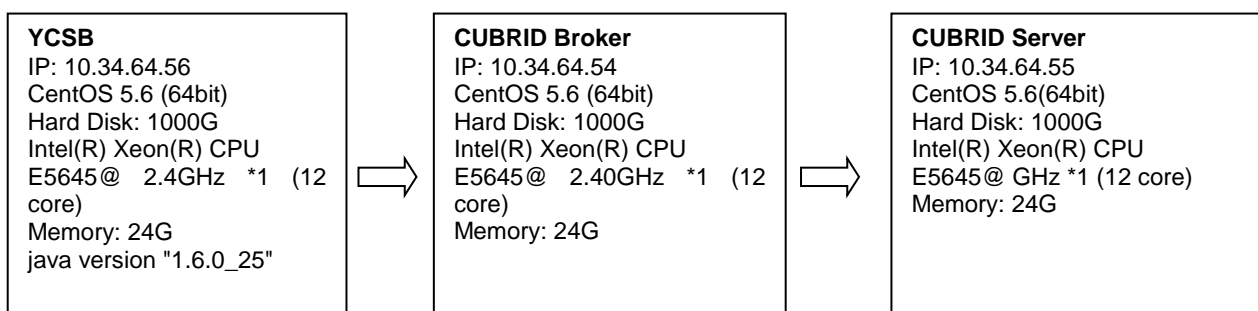 YCSB
IP: 10.34.64.56
CentOS 5.6 (64bit)
Hard Disk: 1000G
Intel(R) Xeon(R) CPU
E5645@ 2.4GHz *1 (12
core)
Memory: 24G
java version "1.6.0_25"
CUBRID Broker
IP: 10.34.64.54
CentOS 5.6 (64bit)
Hard Disk: 1000G
Intel(R) Xeon(R) CPU
E5645@ 2.40GHz *1 (12
core)
Memory: 24G
CUBRID Server
IP: 10.34.64.55
CentOS 5.6(64bit)
Hard Disk: 1000G
Intel(R) Xeon(R) CPU
E5645@ GHz *1 (12 core)
Memory: 24G